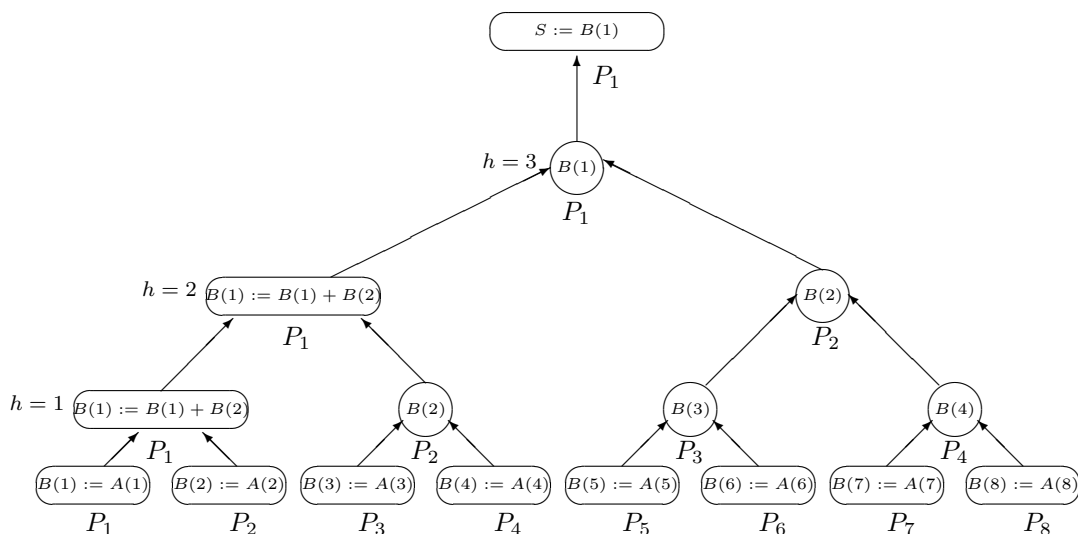 S := B(1)
P₁
h = 3 B(1)
P₁
h = 2 B(1) := B(1) + B(2) B(2)
P₁ P₂
h = 1 B(1) := B(1) + B(2) B(2) B(3) B(4)
P₁ P₂ P₃ P₄
B(1) := A(1) B(2) := A(2) B(3) := A(3) B(4) := A(4) B(5) := A(5) B(6) := A(6) B(7) := A(7) B(8) := A(8)
P₁ P₂ P₃ P₄ P₅ P₆ P₇ P₈